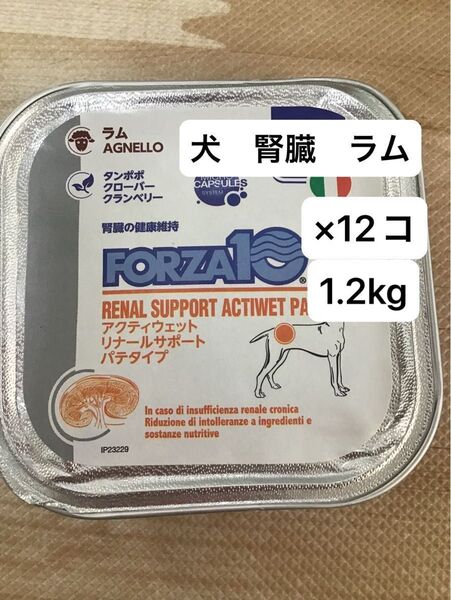 ラム
AGNELLO
犬 腎臓 ラム
タンポポ
クローバー
クランベリー
CAPSULES
SYSTEM
×12コ
腎臓の健康維持
FORZA10
1.2kg
RENAL SUPPORT ACTIWET PA
アクティウェット
リナールサポート
パテタイプ
In caso di insufficienza renale cronica
Riduzione di intolleranze a ingredienti e
sostanze nutritive
IP23229